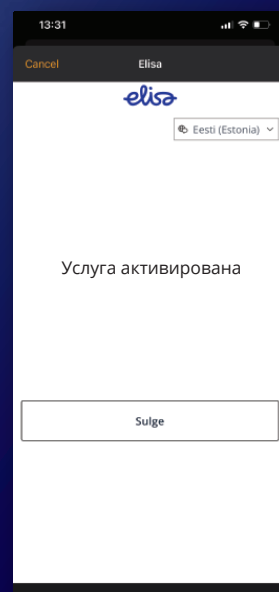 13:31
Cancel
Elisa
elisa
Eesti (Estonia)
Услуга активирована
Sulge